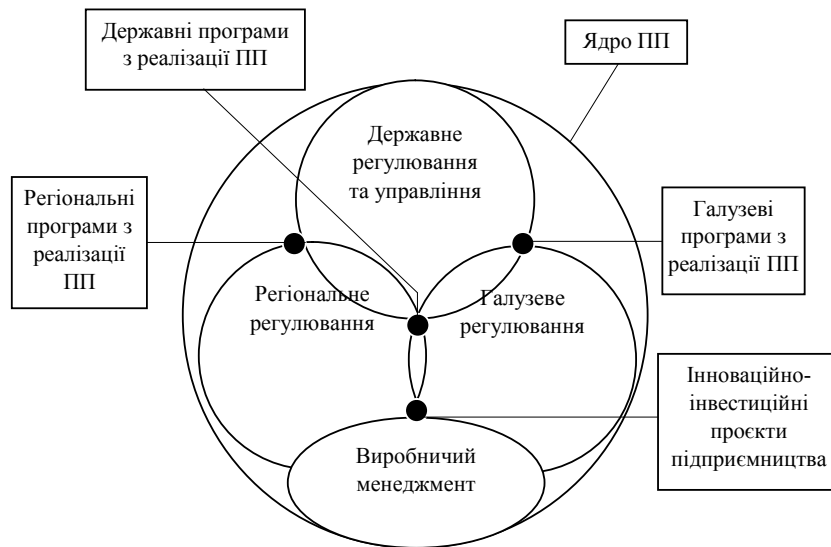 Державні програми
з реалізації ПП
Ядро ПП
Державне
регулювання
та управління
Регіональні
програми з
реалізації
ПП
Галузеві
програми з
реалізації ПП
Регіональне
регулювання
Галузеве
регулювання
Інноваційно-
інвестиційні
проєкти
підприємництва
Виробничий
менеджмент